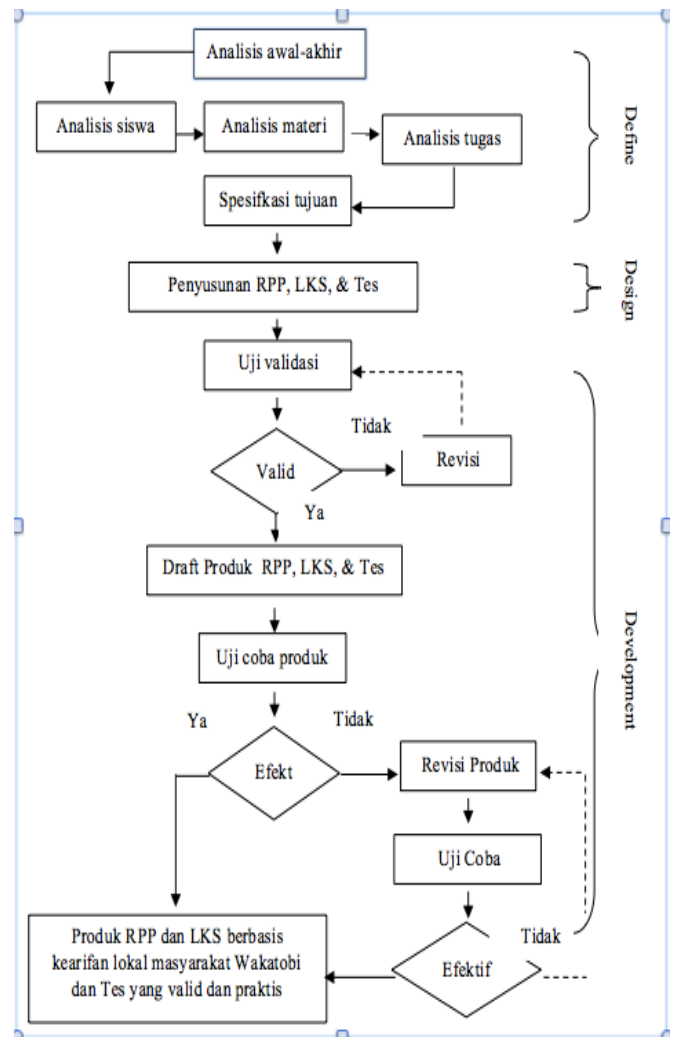 Analisis awal-akhir
Analisis siswa
Analisis materi
Analisis tugas
Spesifkasi tujuan
Define
Penyusunan RPP, LKS, & Tes
Design
Uji validasi
Tidak
Valid
Revisi
Ya
Draft Produk RPP, LKS, & Tes
Uji coba produk
Development
Ya
Tidak
Efekt
Revisi Produk
Uji Coba
Tidak
Efektif
Produk RPP dan LKS berbasis
kearifan lokal masyarakat Wakatobi
dan Tes yang valid dan praktis